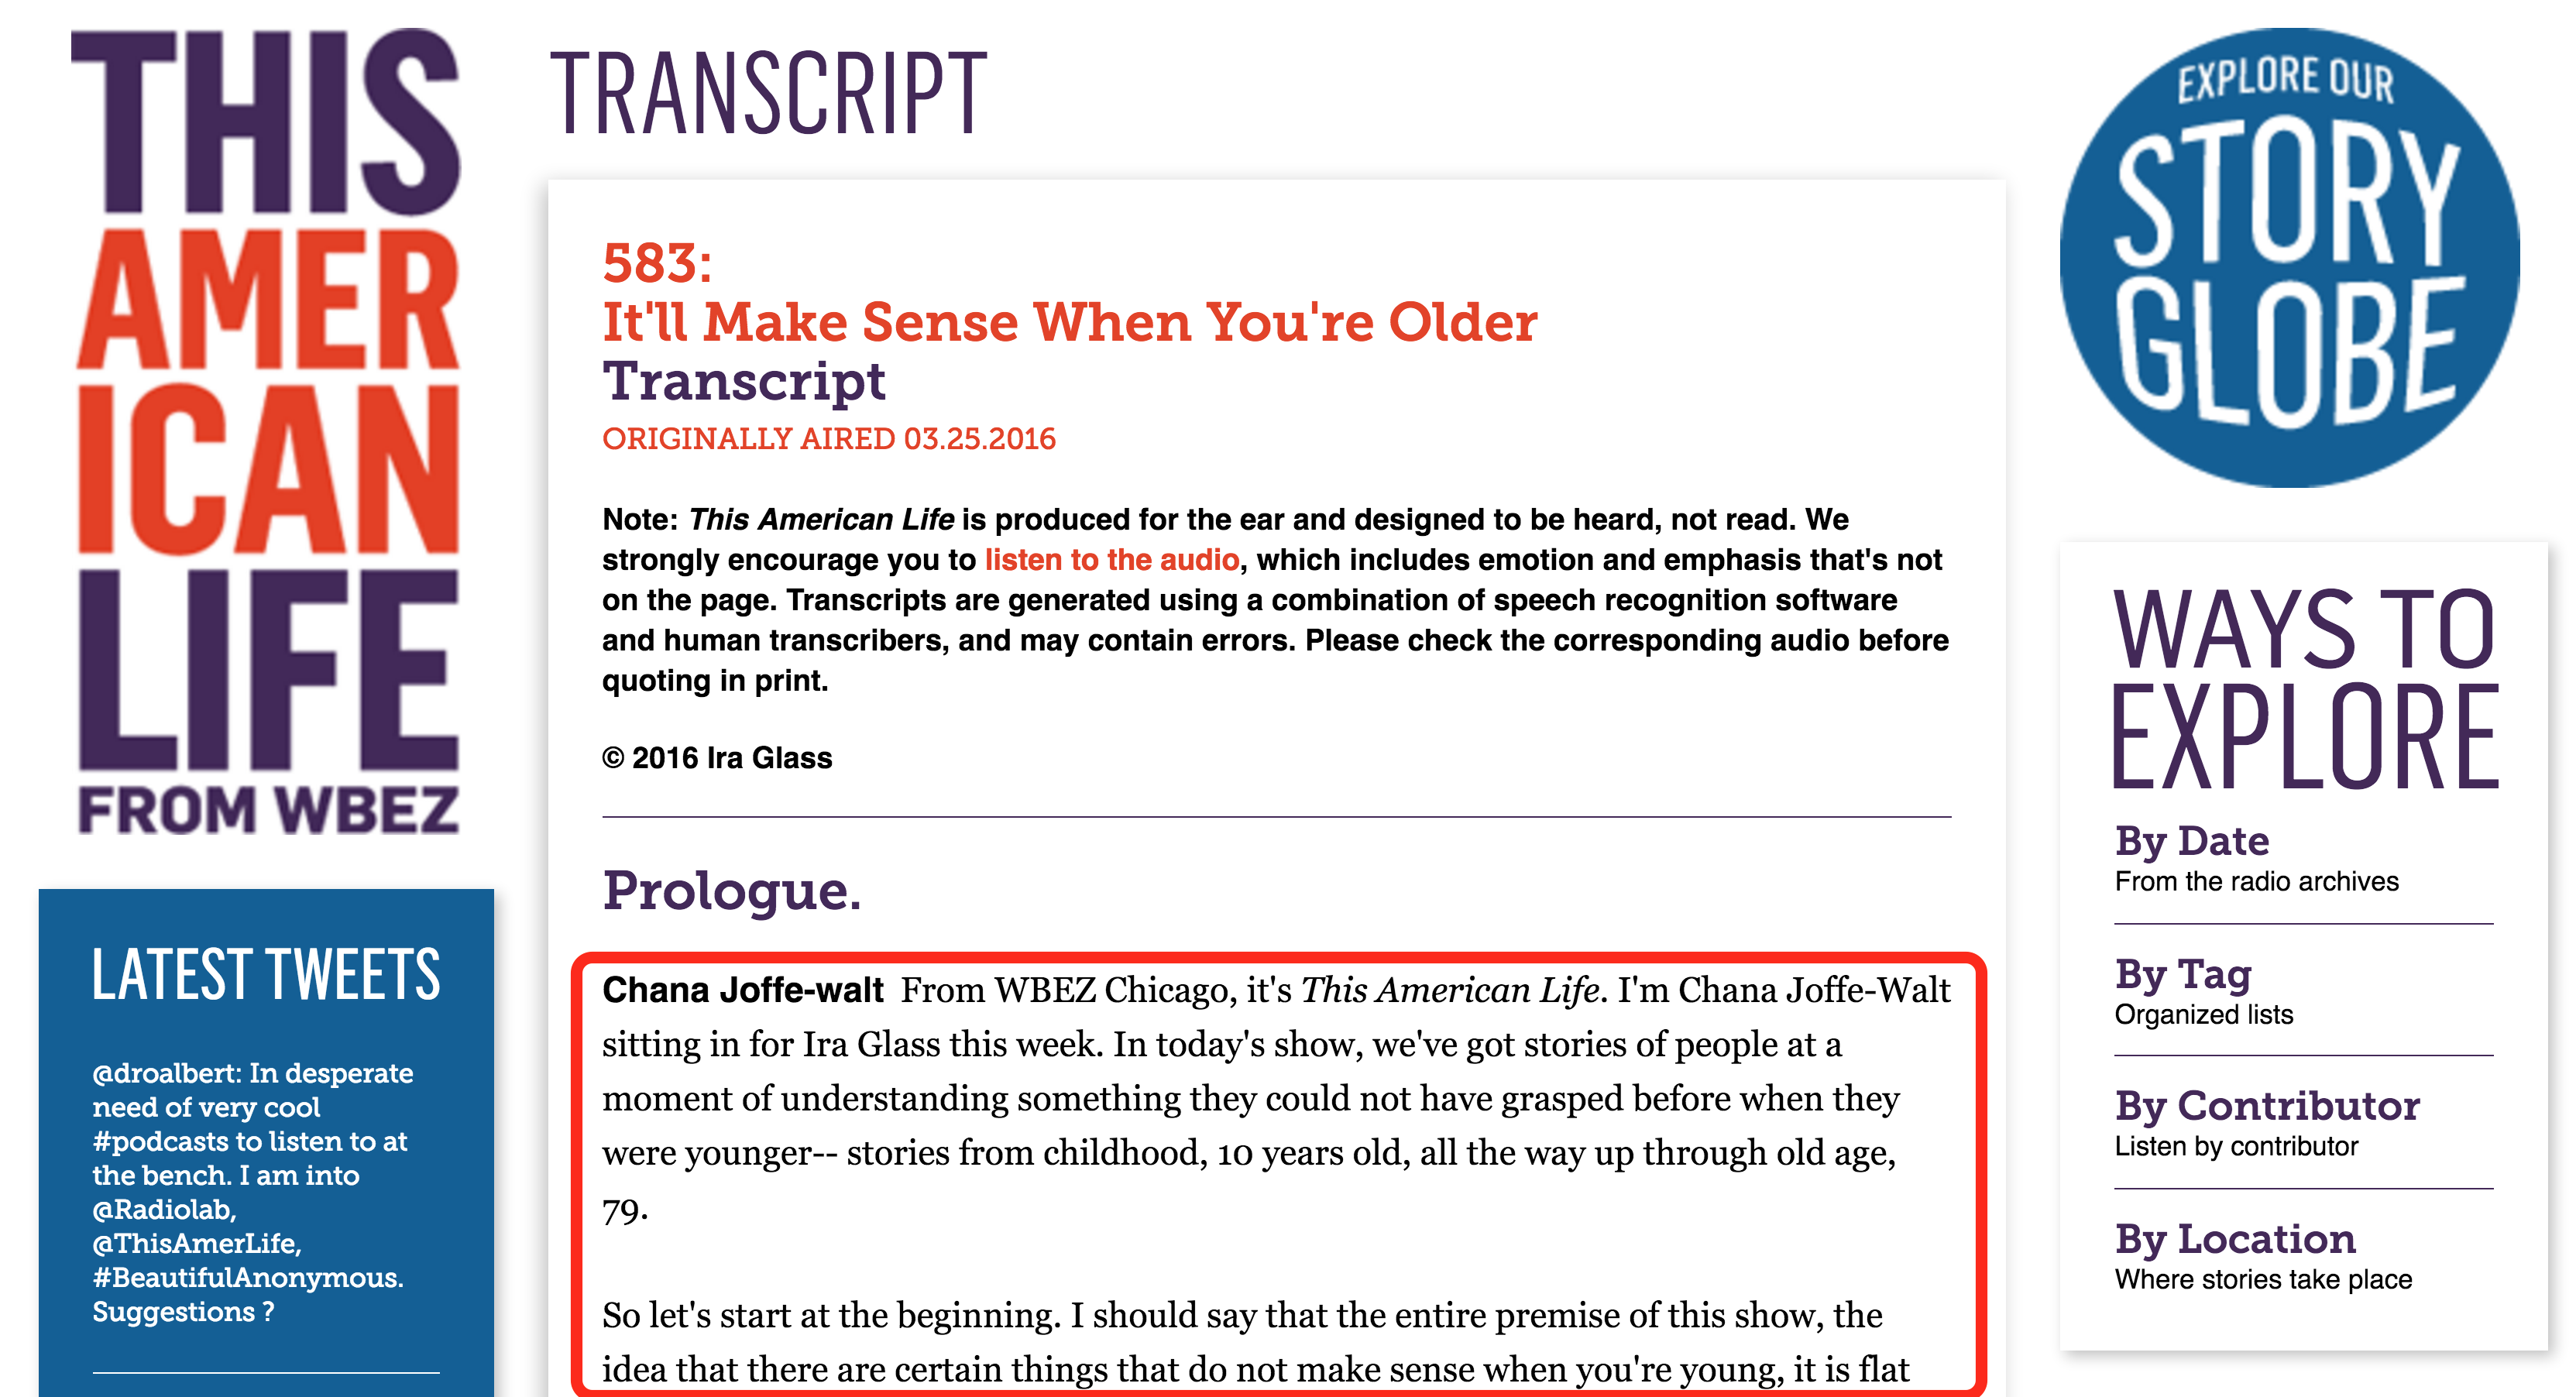 THIS
AMER
ICAN
LIFE
FROM WBEZ
LATEST TWEETS
@droalbert: In desperate
need of very cool
#podcasts to listen to at
the bench. I am into
@Radiolab,
@ThisAmerLife,
#BeautifulAnonymous.
Suggestions ?
TRANSCRIPT
583:
It'll Make Sense When You're Older
Transcript
ORIGINALLY AIRED 03.25.2016
Note: This American Life is produced for the ear and designed to be heard, not read. We
strongly encourage you to listen to the audio, which includes emotion and emphasis that's not
on the page. Transcripts are generated using a combination of speech recognition software
and human transcribers, and may contain errors. Please check the corresponding audio before
quoting in print.
© 2016 Ira Glass
Prologue.
Chana Joffe-walt From WBEZ Chicago, it's This American Life. I'm Chana Joffe-Walt
sitting in for Ira Glass this week. In today's show, we've got stories of people at a
moment of understanding something they could not have grasped before when they
were younger-- stories from childhood, 10 years old, all the way up through old age,
79.
So let's start at the beginning. I should say that the entire premise of this show, the
idea that there are certain things that do not make sense when you're young, it is flat
EXPLORE OUR
STORY
GLOBE
WAYS TO
EXPLORE
By Date
From the radio archives
By Tag
Organized lists
By Contributor
Listen by contributor
By Location
Where stories take place